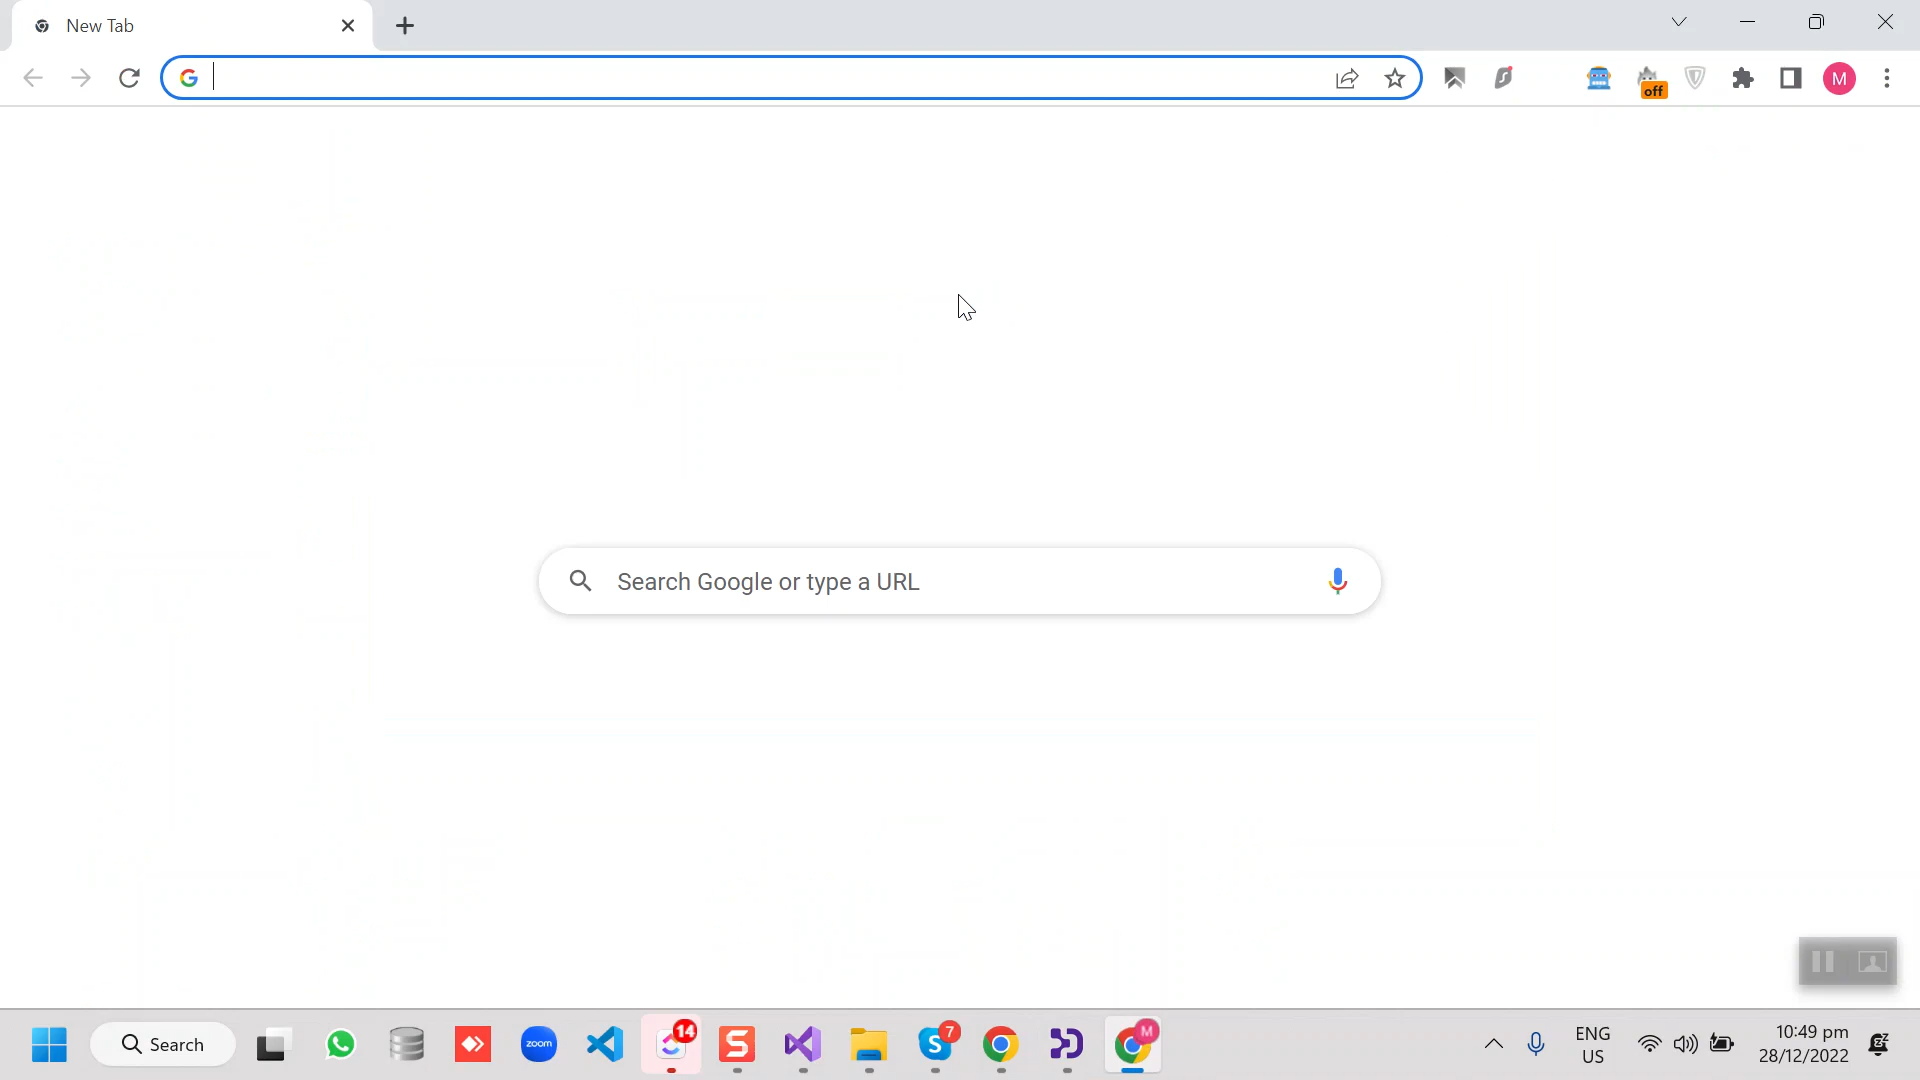 New Tab
off
M
Search Google or type a URL
Search
zoom
14
S
S
7
M
ENG
US
10:49 pm
28/12/2022